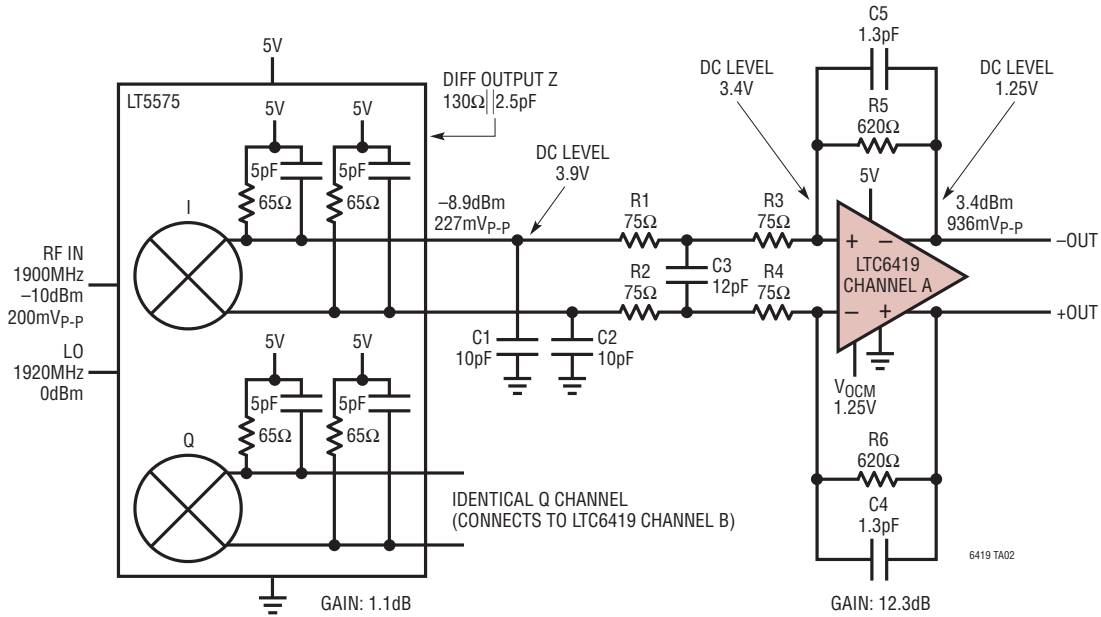 C5
1.3pF
5V
DIFF OUTPUT Z
130Ω||2.5pF
DC LEVEL
3.4V
DC LEVEL
1.25V
LT5575
R5
620Ω
5V
5V
5pF
65Ω
5pF
65Ω
DC LEVEL
3.9V
5V
I
–8.9dBm
227mVP-P
R1
75Ω
R3
75Ω
3.4dBm
936mVP-P
RF IN
1900MHz
–10dBm
200mVP-P
+ –
–OUT
LTC6419
CHANNEL A
C3
12pF
R2
75Ω
R4
75Ω
– +
+OUT
LO
1920MHz
0dBm
5V
5V
C1
10pF
C2
10pF
VOCM
1.25V
5pF
65Ω
5pF
65Ω
Q
R6
620Ω
IDENTICAL Q CHANNEL
(CONNECTS TO LTC6419 CHANNEL B)
C4
1.3pF
6419 TA02
GAIN: 1.1dB
GAIN: 12.3dB